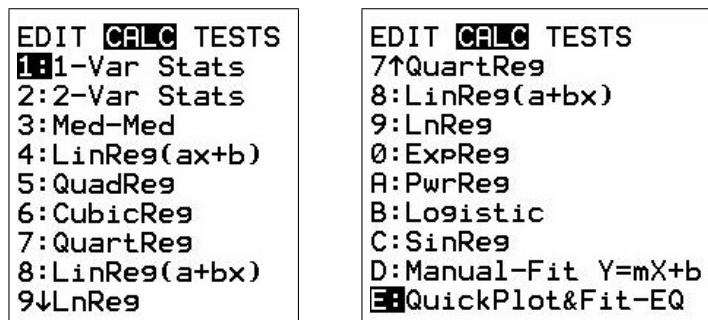 EDIT CALC TESTS
1:1-Var Stats
2:2-Var Stats
3:Med-Med
4:LinReg(ax+b)
5:QuadReg
6:CubicReg
7:QuartReg
8:LinReg(a+bx)
9↓LnReg
EDIT CALC TESTS
7↑QuartReg
8:LinReg(a+bx)
9:LnReg
0:ExpReg
A:PwrReg
B:Logistic
C:SinReg
D:Manual-Fit Y=mX+b
E:QuickPlot&Fit-EQ